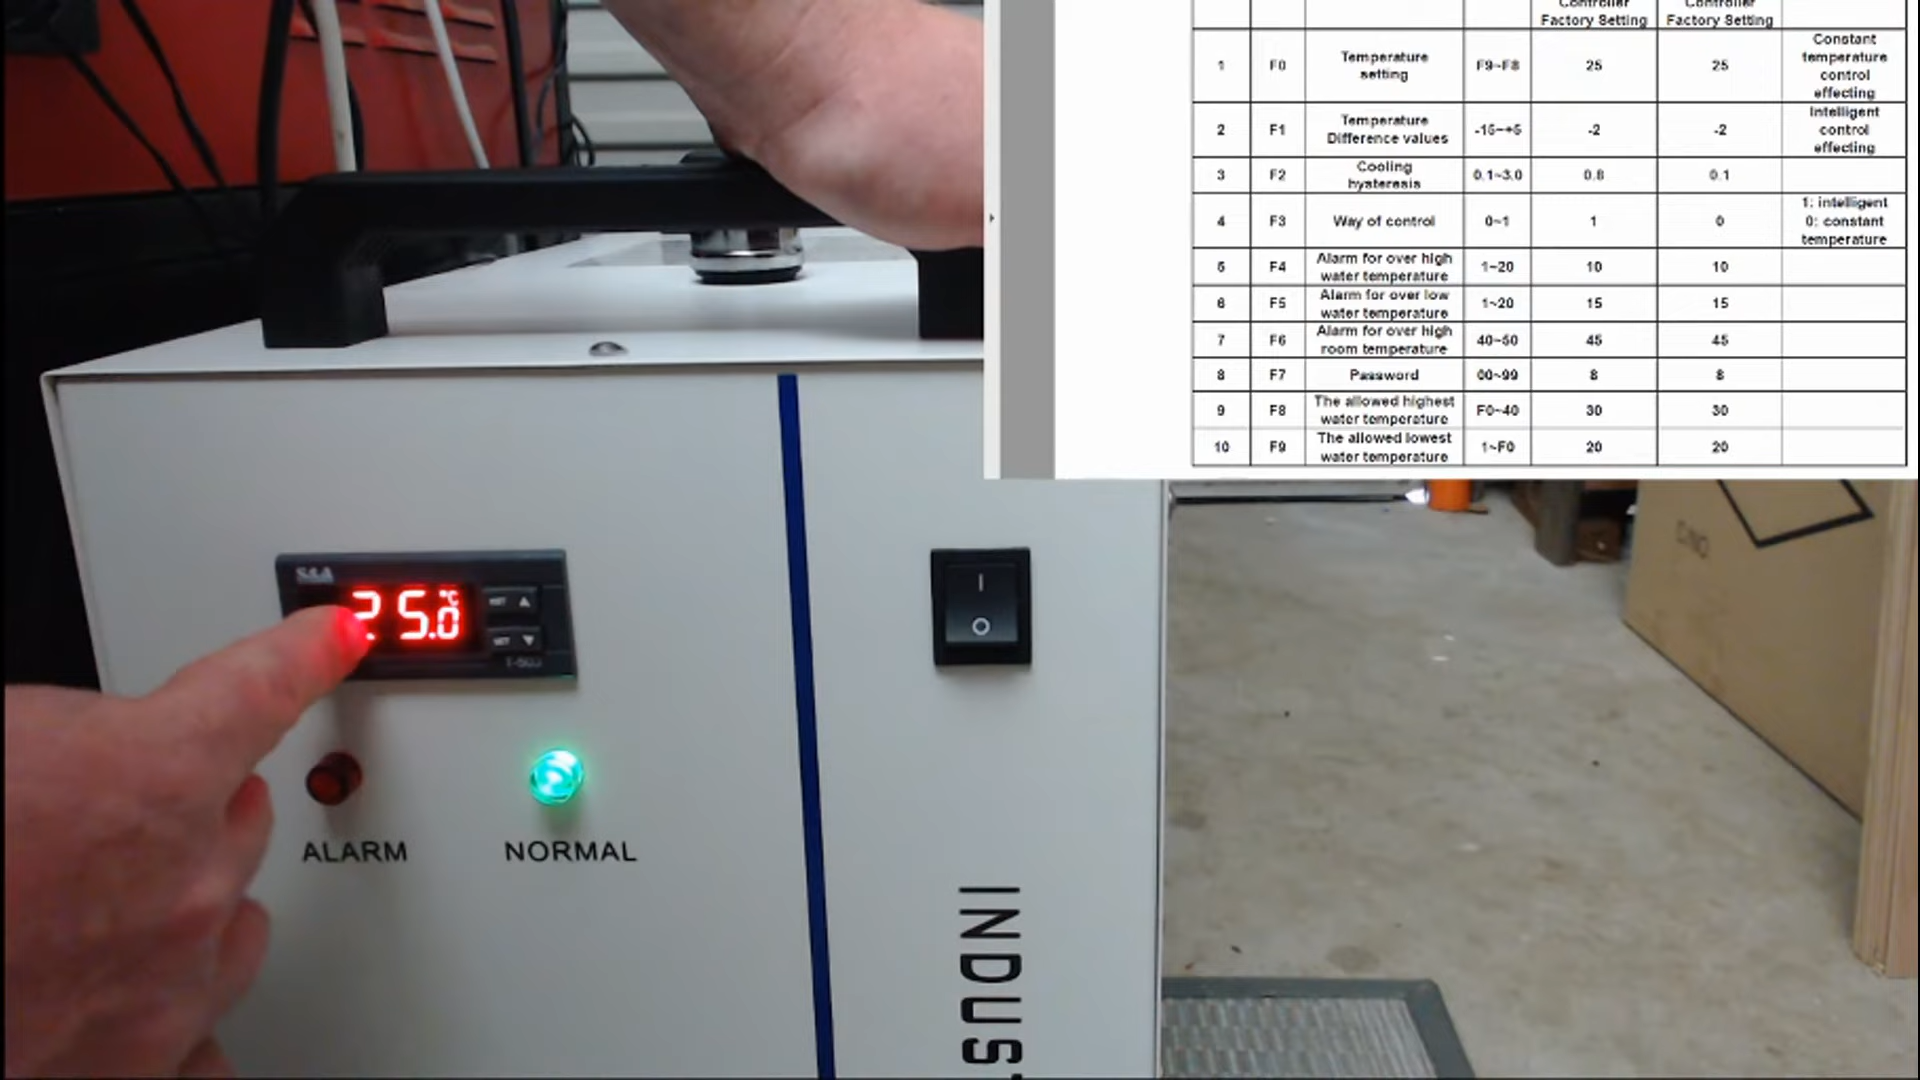 Controller Controller
Factory Setting Factory Setting
1 F0 Temperature setting F9~F8 25 25 Constant temperature control effecting
2 F1 Temperature Difference values -15~+5 -2 -2 Intelligent control effecting
3 F2 Cooling hysteresis 0.1~3.0 0.8 0.1
4 F3 Way of control 0~1 1 0 1: intelligent 0: constant temperature
5 F4 Alarm for over high water temperature 1~20 10 10
6 F5 Alarm for over low water temperature 1~20 15 15
7 F6 Alarm for over high room temperature 40~50 45 45
8 F7 Password 00~99 8 8
9 F8 The allowed highest water temperature F0~40 30 30
10 F9 The allowed lowest water temperature 1~F0 20 20
S&A
25.0 °C
▲
▼
ALARM NORMAL
I
O
INDUS